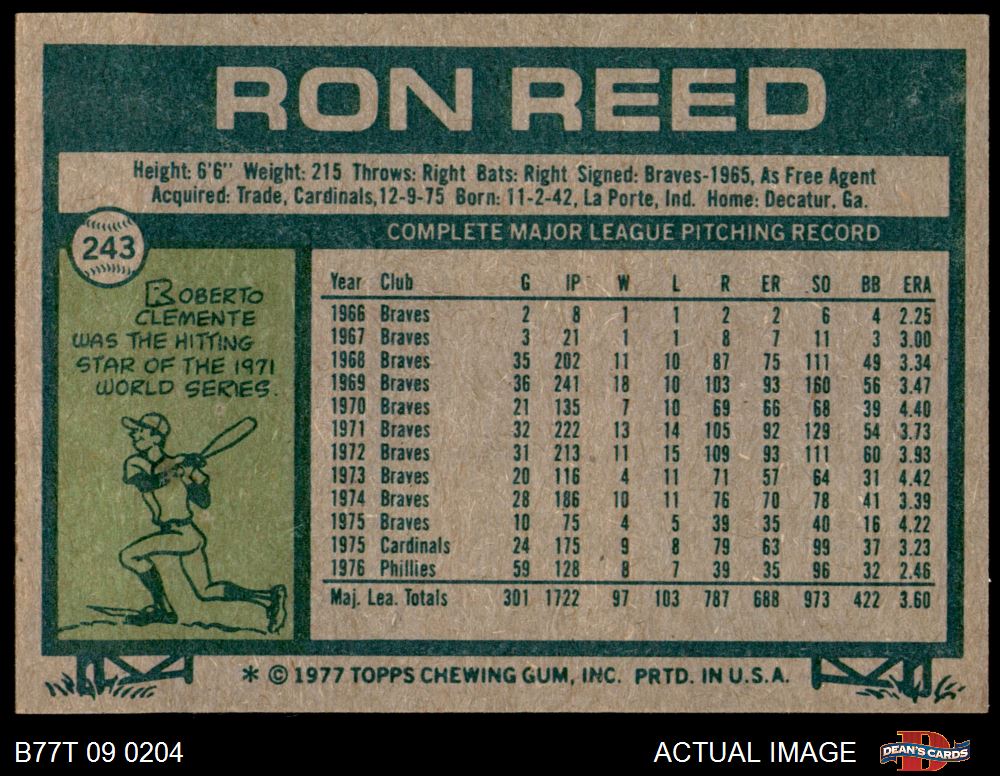 RON REED
Height: 6'6" Weight: 215 Throws: Right Bats: Right Signed: Braves-1965, As Free Agent
Acquired: Trade, Cardinals,12-9-75 Born: 11-2-42, La Porte, Ind. Home: Decatur, Ga.
243
COMPLETE MAJOR LEAGUE PITCHING RECORD
ROBERTO
CLEMENTE
WAS THE HITTING
STAR OF THE 1971
WORLD SERIES.
Year Club G IP W L R ER SO BB ERA
1966 Braves 2 8 1 1 2 2 6 4 2.25
1967 Braves 3 21 1 1 8 7 11 3 3.00
1968 Braves 35 202 11 10 87 75 111 49 3.34
1969 Braves 36 241 18 10 103 93 160 56 3.47
1970 Braves 21 135 7 10 69 66 68 39 4.40
1971 Braves 32 222 13 14 105 92 129 54 3.73
1972 Braves 31 213 11 15 109 93 111 60 3.93
1973 Braves 20 116 4 11 71 57 64 31 4.42
1974 Braves 28 186 10 11 76 70 78 41 3.39
1975 Braves 10 75 4 5 39 35 40 16 4.22
1975 Cardinals 24 175 9 8 79 63 99 37 3.23
1976 Phillies 59 128 8 7 39 35 96 32 2.46
Maj. Lea. Totals 301 1722 97 103 787 688 973 422 3.60
* © 1977 TOPPS CHEWING GUM, INC. PRTD. IN U.S.A.
B77T 09 0204
ACTUAL IMAGE
D
DEAN'S CARDS